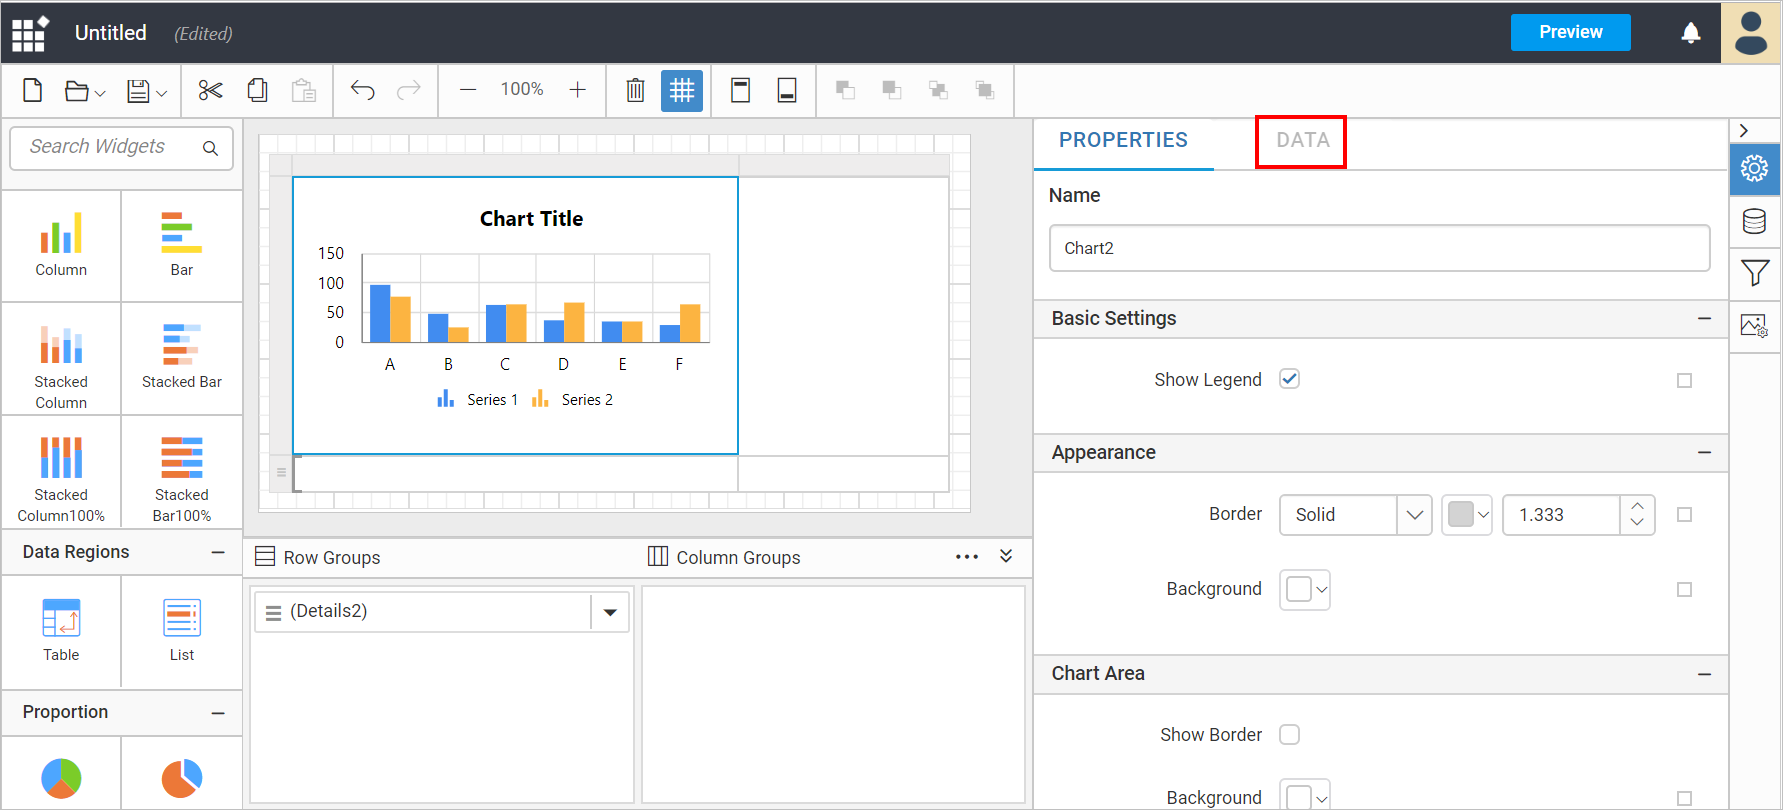 Untitled (Edited) Preview
100%
Search Widgets
Column Bar
Stacked Column
Stacked Bar
Stacked Column100%
Stacked Bar100%
Data Regions
Table List
Proportion
Chart Title
150
100
50
0
A B C D E F
Series 1 Series 2
Row Groups Column Groups
(Details2)
PROPERTIES DATA
Name
Chart2
Basic Settings
Show Legend
Appearance
Border Solid 1.333
Background
Chart Area
Show Border
Background